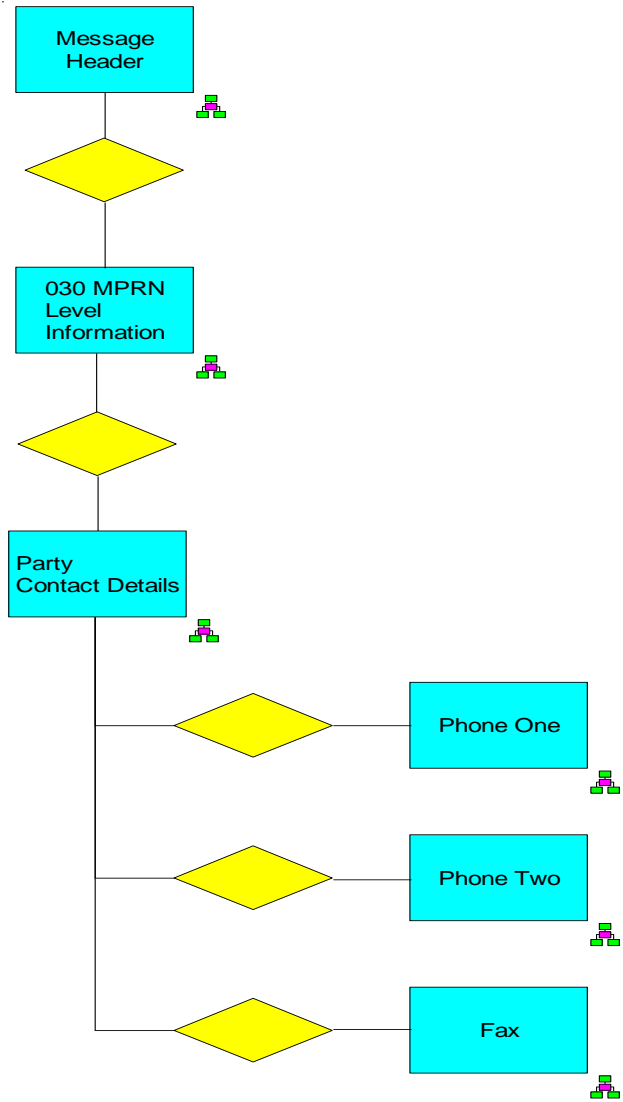 Message
Header
030 MPRN
Level
Information
Party
Contact Details
Phone One
Phone Two
Fax